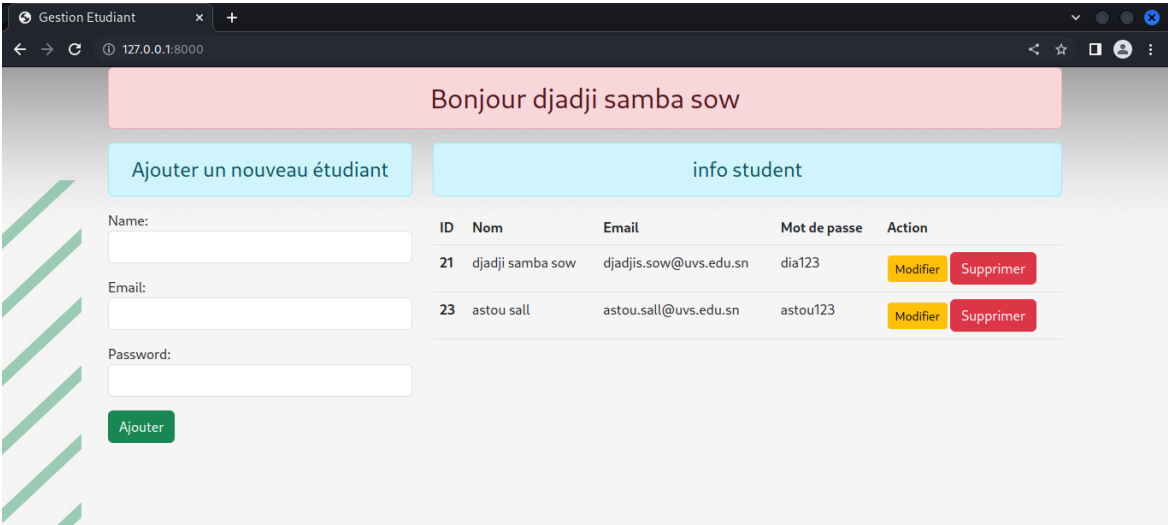 Gestion Etudiant
127.0.0.1:8000
Bonjour djadji samba sow
Ajouter un nouveau étudiant
info student
Name:
Email:
Password:
Ajouter
ID Nom Email Mot de passe Action
21 djadji samba sow djadjis.sow@uvs.edu.sn dia123 Modifier Supprimer
23 astou sall astou.sall@uvs.edu.sn astou123 Modifier Supprimer